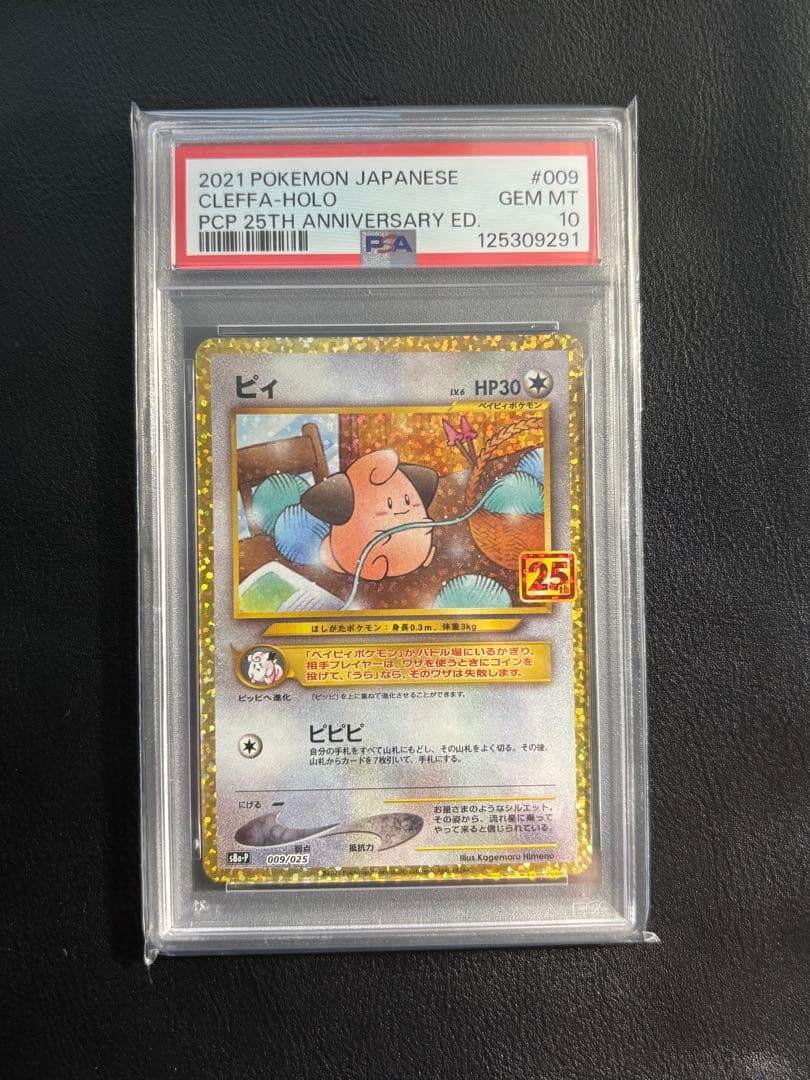 2021 POKEMON JAPANESE #009
CLEFFA-HOLO GEM MT
PCP 25TH ANNIVERSARY ED. 10
PSA 125309291
ピィ LV.6 HP30
ベイビィポケモン
25th
ほしがたポケモン：身長0.3m、体重3kg
「ベイビィポケモン」がバトル場にいるかぎり、
相手プレイヤーは、ワザを使うときにコインを
投げて、「うら」なら、そのワザは失敗します。
ピッピへ進化 「ピッピ」を上に重ねて進化させることができます。
ピピピ
自分の手札をすべて山札にもどし、その山札をよく切る。その後、
山札からカードを7枚引いて、手札にする。
にげる
お星さまのようなシルエット。
その姿から、流れ星に乗って
やって来ると信じられている。
弱点 抵抗力
s8a-P 009/025 Illus. Kagemaru Himeno